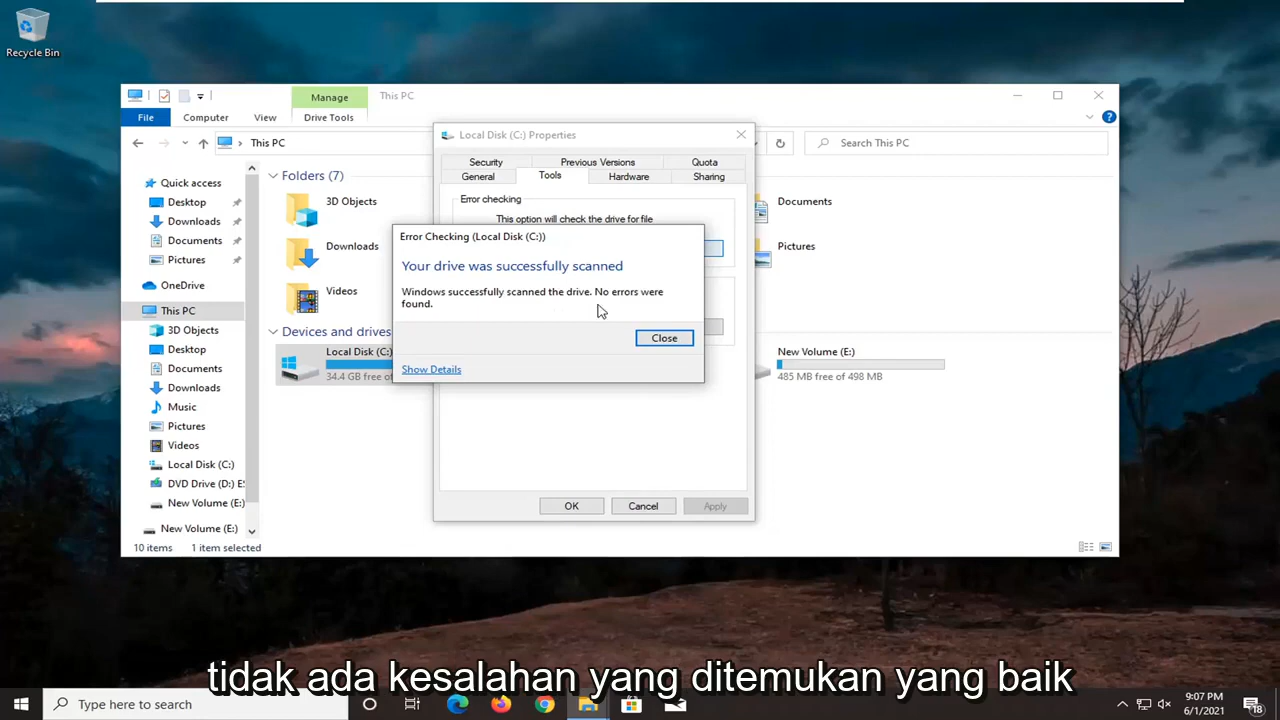 Recycle Bin
Manage
This PC
File
Computer
View
Drive Tools
This PC
Search This PC
Quick access
Desktop
Downloads
Documents
Pictures
OneDrive
This PC
3D Objects
Desktop
Documents
Downloads
Music
Pictures
Videos
Local Disk (C:)
DVD Drive (D:) ES
New Volume (E:)
New Volume (E:)
Folders (7)
3D Objects
Downloads
Videos
Documents
Pictures
Devices and drives
Local Disk (C:)
34.4 GB free of
New Volume (E:)
485 MB free of 498 MB
10 items
1 item selected
Local Disk (C:) Properties
Security
Previous Versions
Quota
General
Tools
Hardware
Sharing
Error checking
This option will check the drive for file
Error Checking (Local Disk (C:))
Your drive was successfully scanned
Windows successfully scanned the drive. No errors were
found.
Close
Show Details
OK
Cancel
Apply
tidak ada kesalahan yang ditemukan yang baik
Type here to search
9:07 PM
6/1/2021
18